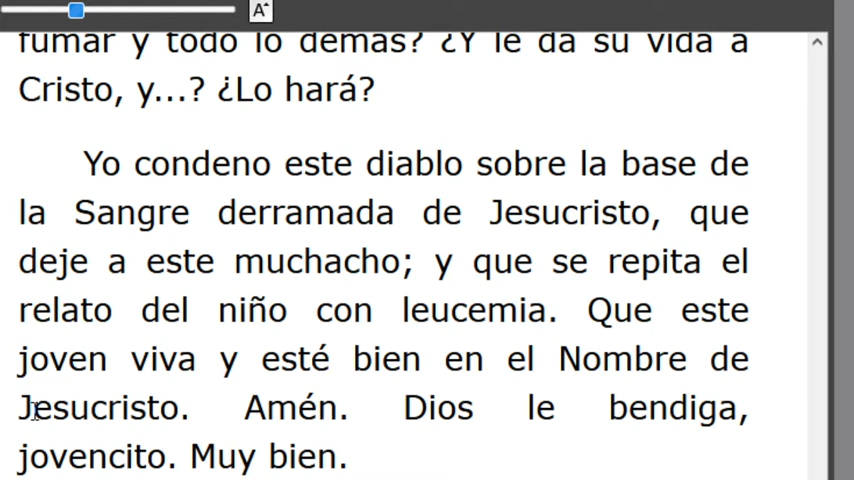 A
fumar y todo lo demás? ¿Y le da su vida a
Cristo, y...? ¿Lo hará?
Yo condeno este diablo sobre la base de
la Sangre derramada de Jesucristo, que
deje a este muchacho; y que se repita el
relato del niño con leucemia. Que este
joven viva y esté bien en el Nombre de
Jesucristo. Amén. Dios le bendiga,
jovencito. Muy bien.